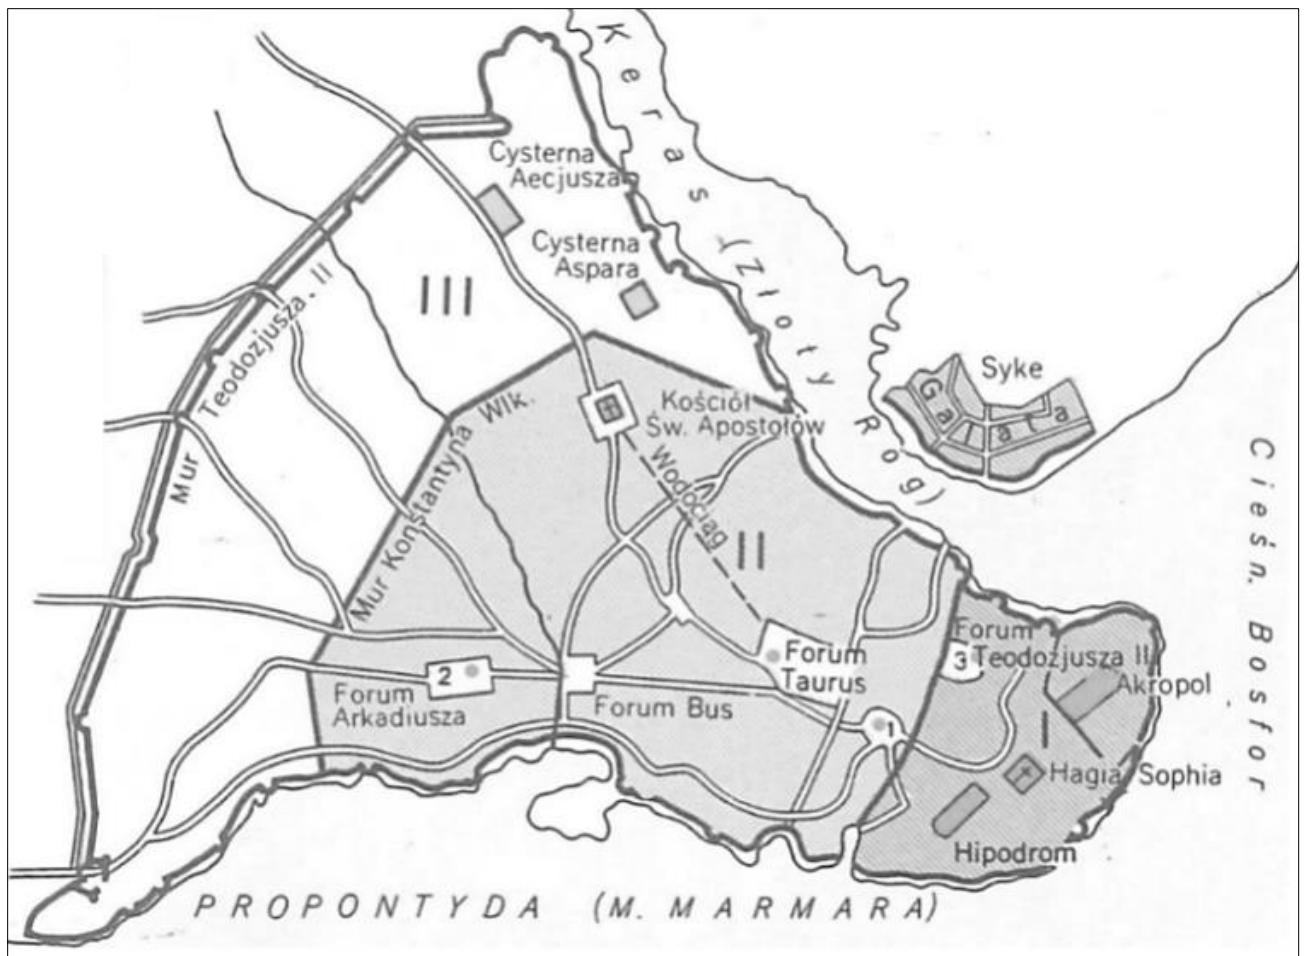 Keras (Złoty Róg)
Cysterna
Aecjusza
Cysterna
Aspara
III
Mur Teodozjusza. II
Syke
Galata
Mur Konstantyna Wlk.
Kościół
Św. Apostołów
Wodociąg
II
Cieśn. Bosfor
Forum
Taurus
Forum
Teodozjusza II
3
Akropol
2
Forum
Arkadiusza
Forum Bus
1
I
Hagia Sophia
Hipodrom
PROPONTYDA (M. MARMARA)